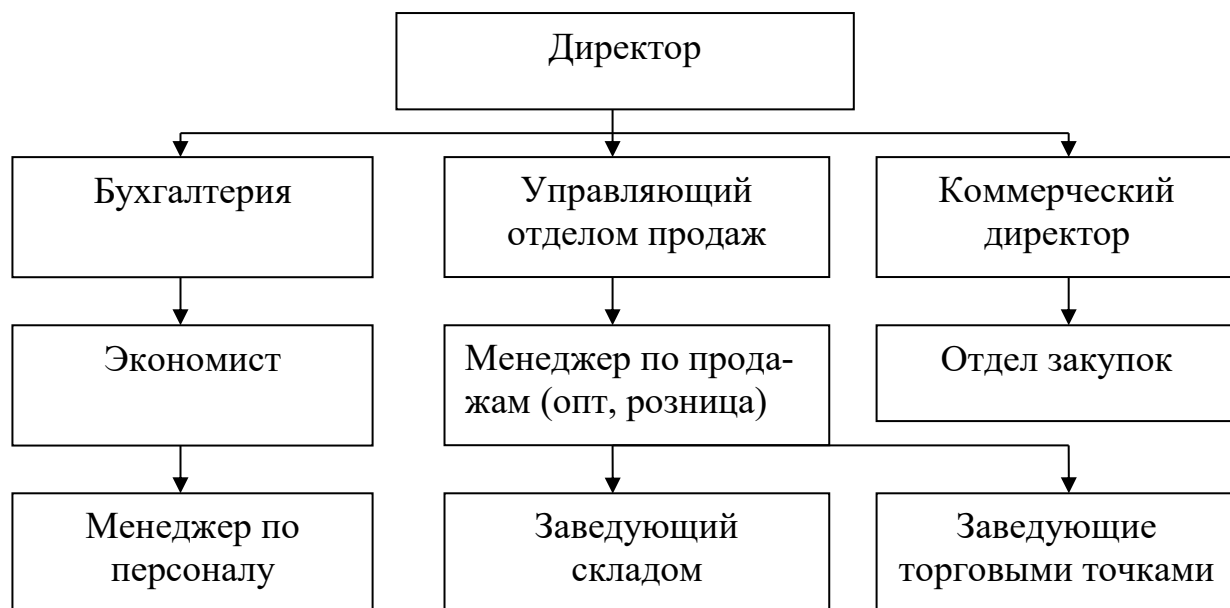 Директор
Бухгалтерия
Управляющий
отделом продаж
Коммерческий
директор
Экономист
Менеджер по прода-
жам (опт, розница)
Отдел закупок
Менеджер по
персоналу
Заведующий
складом
Заведующие
торговыми точками